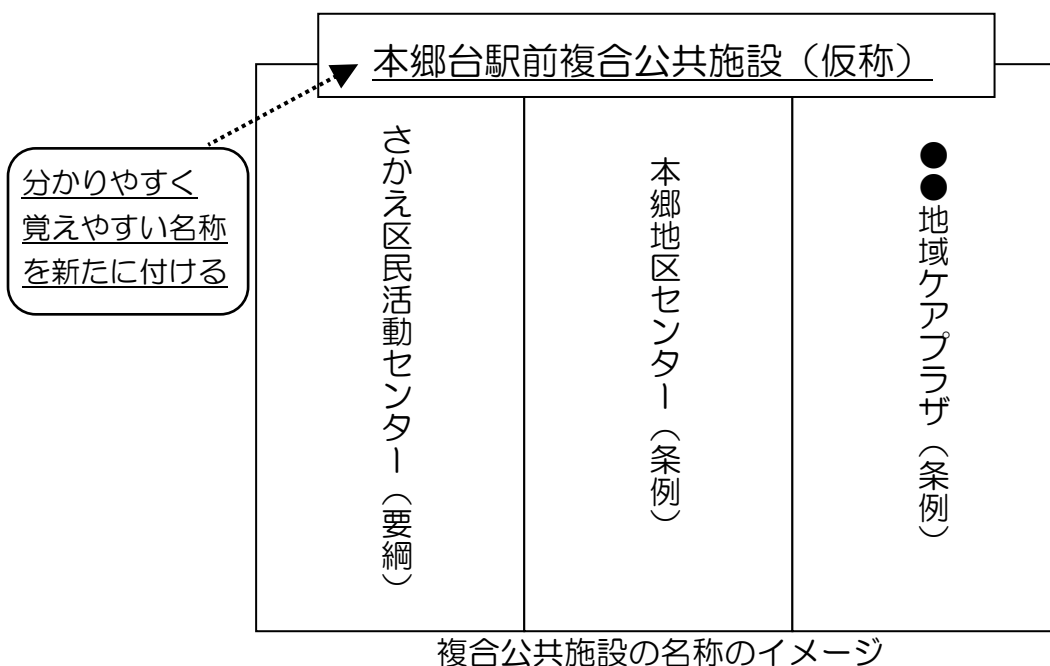 本郷台駅前複合公共施設（仮称）
分かりやすく
覚えやすい名称
を新たに付ける
さかえ区民活動センター（要綱）
本郷地区センター（条例）
●●地域ケアプラザ（条例）
複合公共施設の名称のイメージ